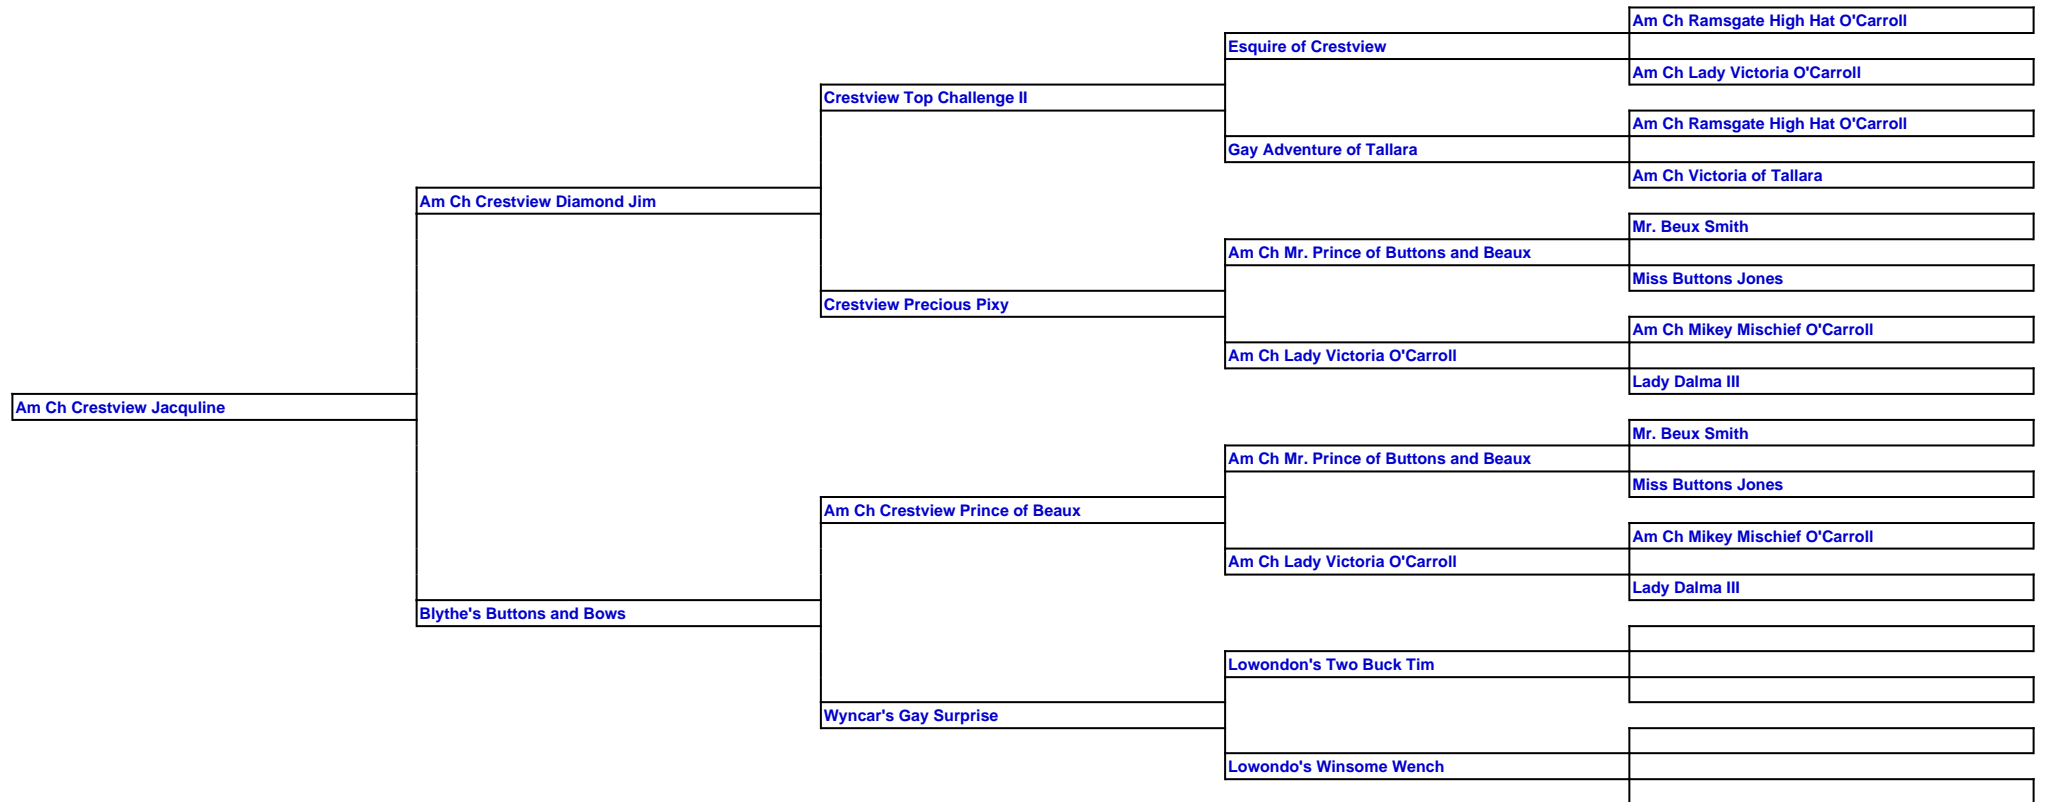 Am Ch Ramsgate High Hat O'Carroll
Esquire of Crestview
Am Ch Lady Victoria O'Carroll
Crestview Top Challenge II
Am Ch Ramsgate High Hat O'Carroll
Gay Adventure of Tallara
Am Ch Victoria of Tallara
Am Ch Crestview Diamond Jim
Mr. Beux Smith
Am Ch Mr. Prince of Buttons and Beaux
Miss Buttons Jones
Crestview Precious Pixy
Am Ch Mikey Mischief O'Carroll
Am Ch Lady Victoria O'Carroll
Lady Dalma III
Am Ch Crestview Jacquline
Mr. Beux Smith
Am Ch Mr. Prince of Buttons and Beaux
Miss Buttons Jones
Am Ch Crestview Prince of Beaux
Am Ch Mikey Mischief O'Carroll
Am Ch Lady Victoria O'Carroll
Lady Dalma III
Blythe's Buttons and Bows
Lowondon's Two Buck Tim
Wyncar's Gay Surprise
Lowondo's Winsome Wench